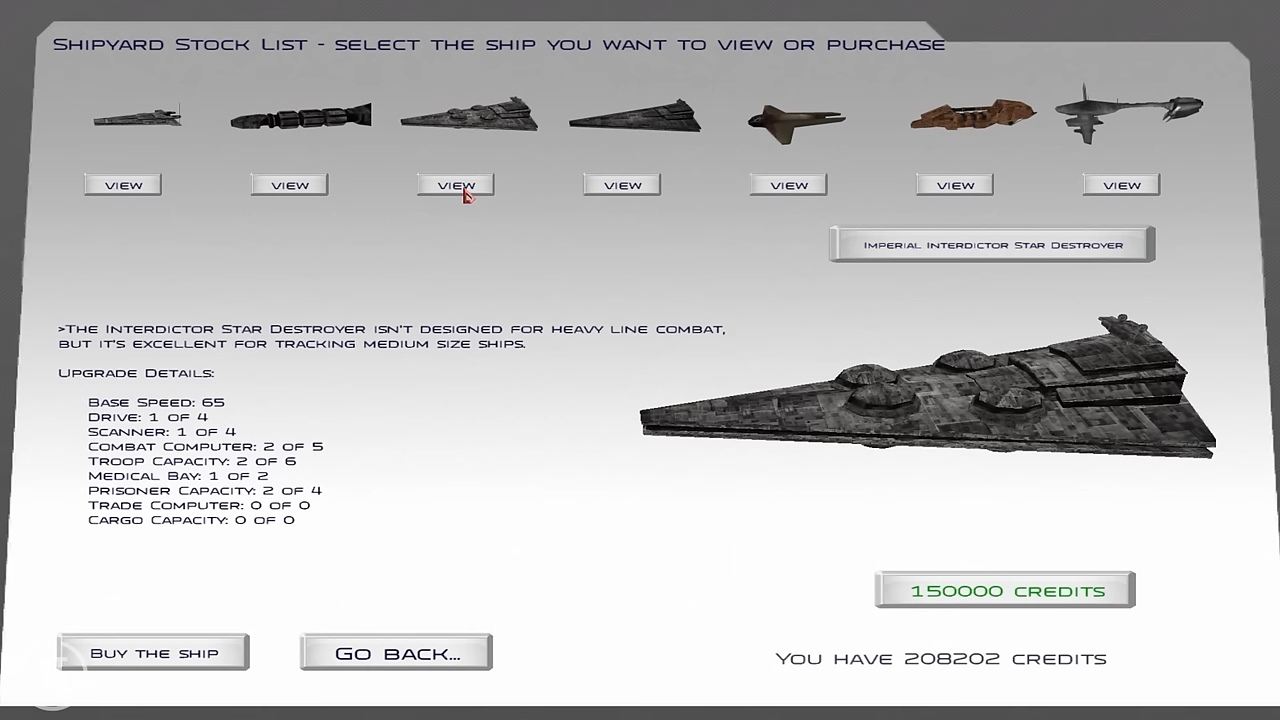 Shipyard Stock List - select the ship you want to view or purchase
view view view view view view view
Imperial Interdictor Star Destroyer
>The Interdictor Star Destroyer isn't designed for heavy line combat,
but it's excellent for tracking medium size ships.
Upgrade Details:
Base Speed: 65
Drive: 1 of 4
Scanner: 1 of 4
Combat Computer: 2 of 5
Troop Capacity: 2 of 6
Medical Bay: 1 of 2
Prisoner Capacity: 2 of 4
Trade Computer: 0 of 0
Cargo Capacity: 0 of 0
150000 credits
Buy the ship
Go back...
You have 208202 credits